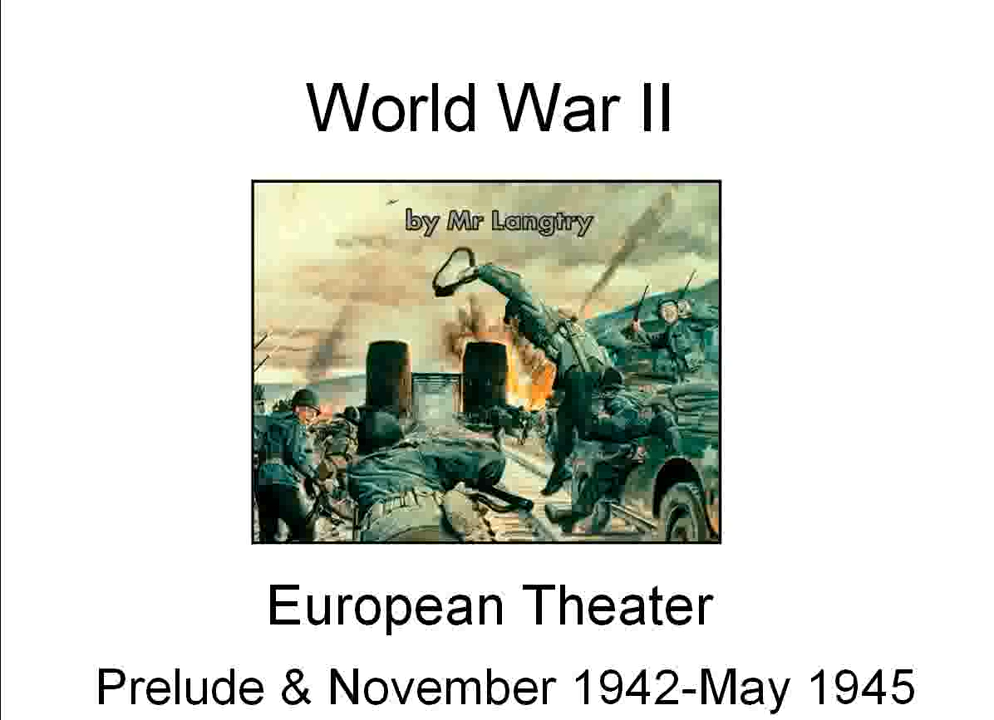 World War II
by Mr Langtry
European Theater
Prelude & November 1942-May 1945